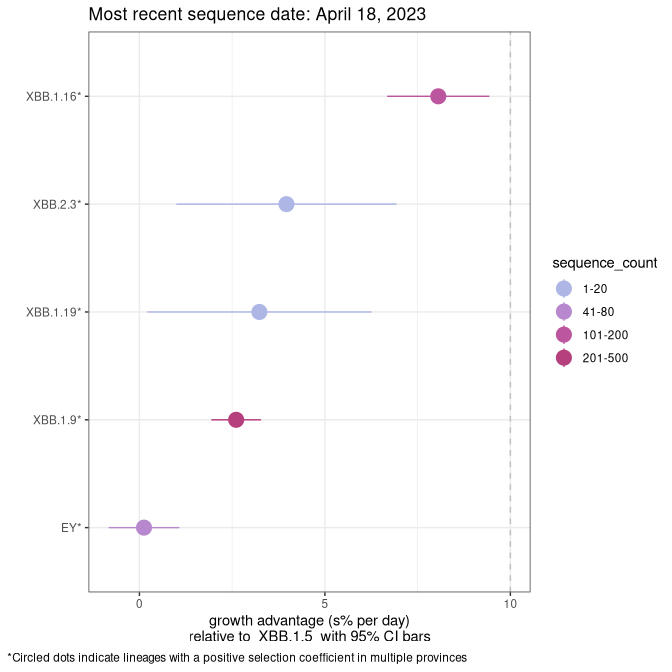 Most recent sequence date: April 18, 2023
XBB.1.16*
XBB.2.3*
XBB.1.19*
XBB.1.9*
EY*
0 5 10
growth advantage (s% per day)
relative to XBB.1.5 with 95% CI bars
*Circled dots indicate lineages with a positive selection coefficient in multiple provinces
sequence_count
1-20
41-80
101-200
201-500